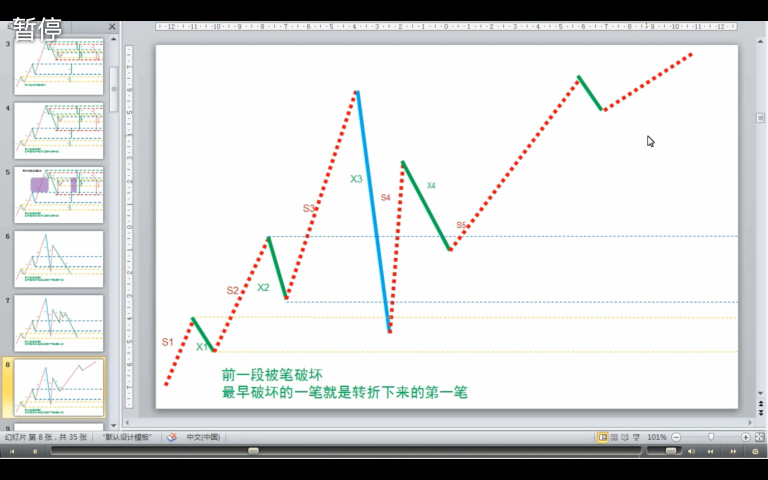 暂停
3
4
5
6
7
8
9
S1
X1
S2
X2
S3
X3
S4
X4
S5
前一段被笔破坏
最早破坏的一笔就是转折下来的第一笔
幻灯片 第 8 张，共 35 张
"默认设计模板"
中文(中国)
101%